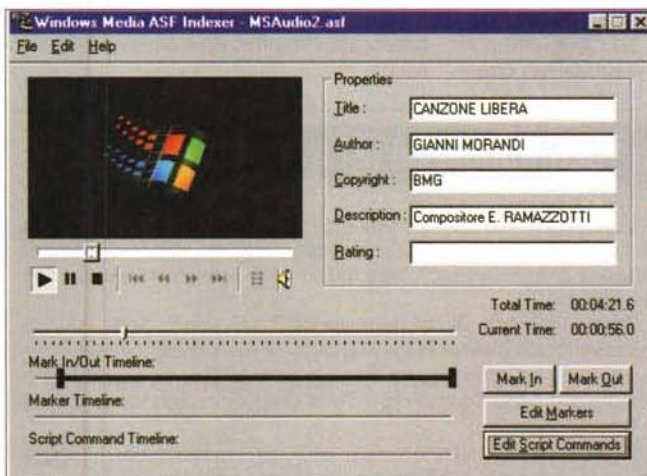 Windows Media ASF Indexer - MSAudio2.asf
File Edit Help
Properties
Title : CANZONE LIBERA
Author : GIANNI MORANDI
Copyright : BMG
Description : Compositore E. RAMAZZOTTI
Rating :
Total Time: 00:04:21.6
Current Time: 00:00:56.0
Mark In/Out Timeline:
Mark In Mark Out
Marker Timeline:
Edit Markers
Script Command Timeline:
Edit Script Commands